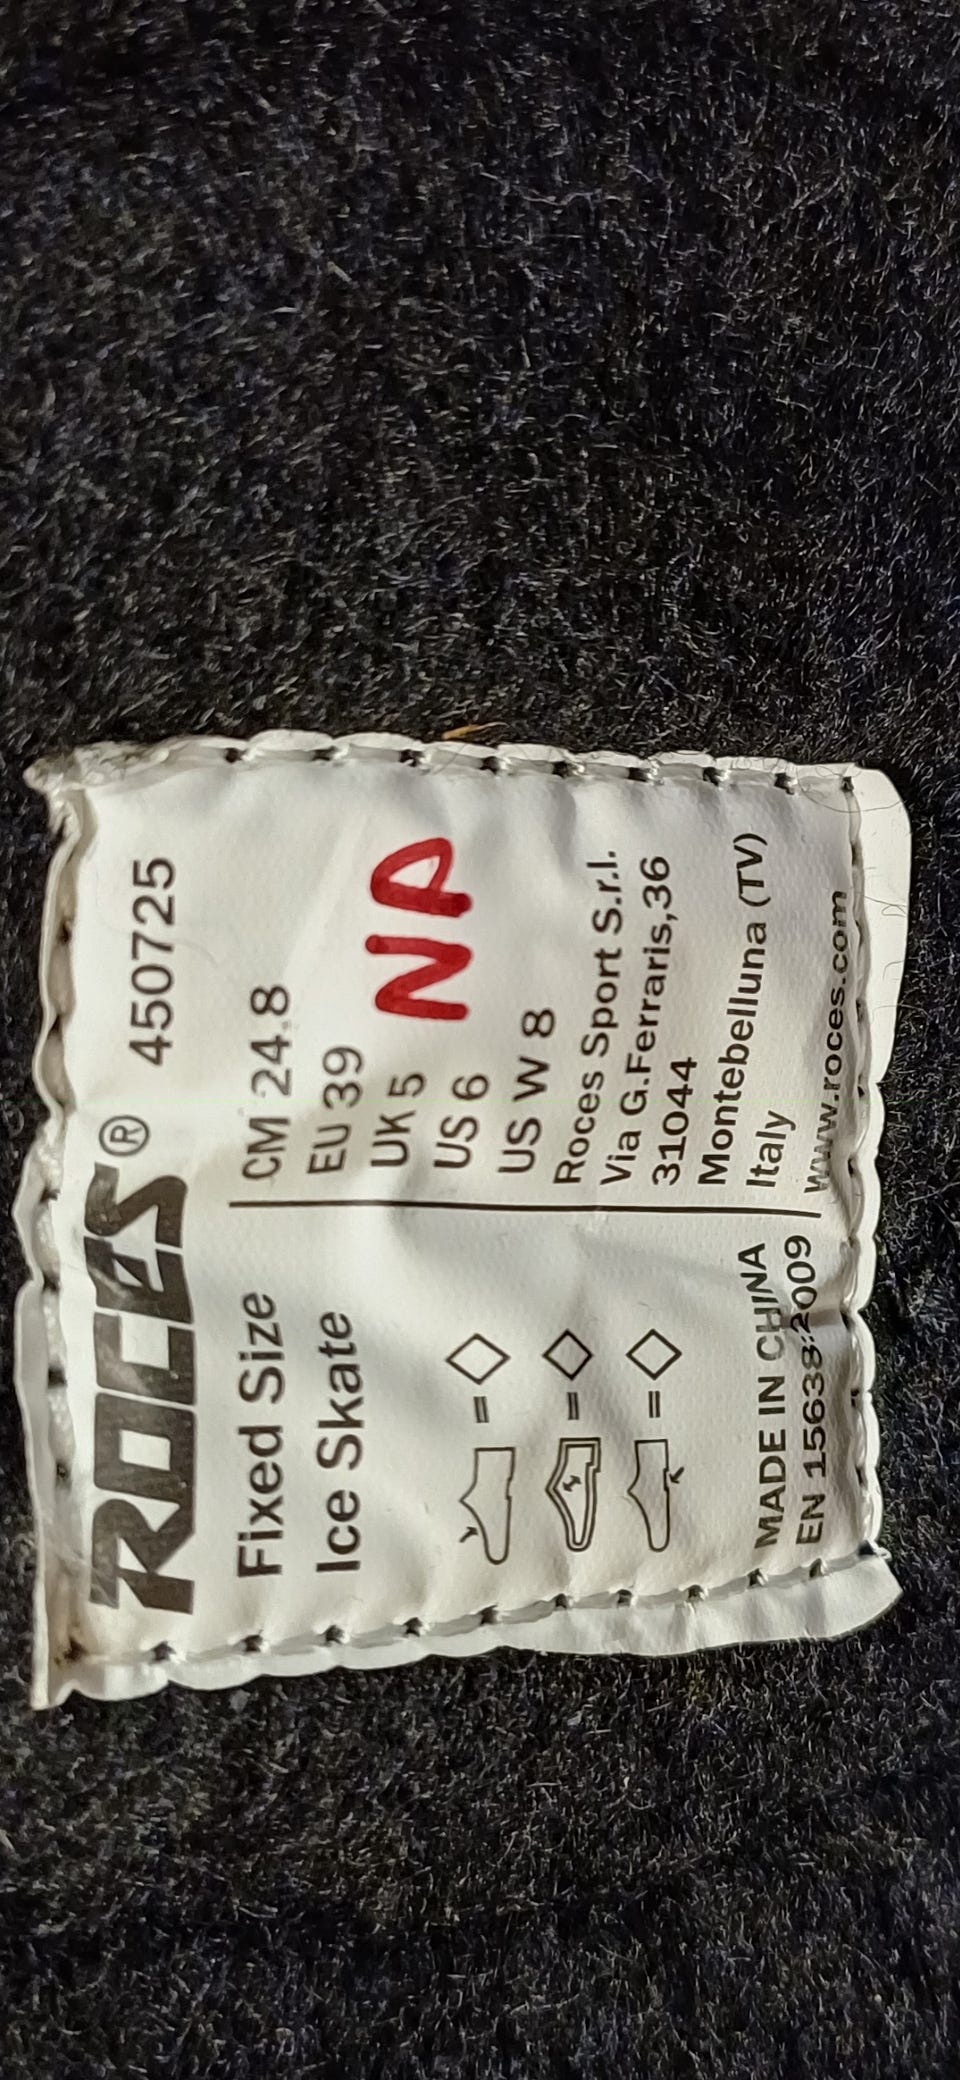 ROCES® 450725
Fixed Size
Ice Skate
=
=
=
MADE IN CHINA
EN 15638:2009
CM 24.8
EU 39
UK 5
US 6
US W 8
NA
Roces Sport S.r.l.
Via G.Ferraris,36
31044
Montebelluna (TV)
Italy
www.roces.com